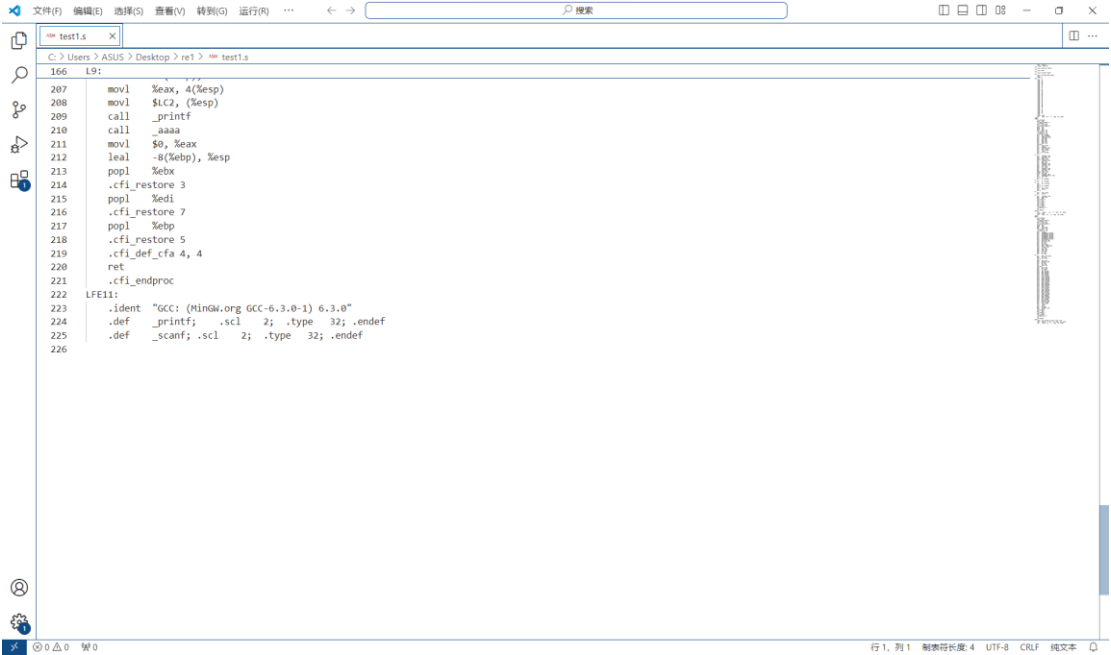 文件(F) 编辑(E) 选择(S) 查看(V) 转到(G) 运行(R) ··· 搜索
test1.s
C: > Users > ASUS > Desktop > re1 > test1.s
166 L9:
207 movl %eax, 4(%esp)
208 movl $LC2, (%esp)
209 call _printf
210 call _aaaa
211 movl $0, %eax
212 leal -8(%ebp), %esp
213 popl %ebx
214 .cfi_restore 3
215 popl %edi
216 .cfi_restore 7
217 popl %ebp
218 .cfi_restore 5
219 .cfi_def_cfa 4, 4
220 ret
221 .cfi_endproc
222 LFE11:
223 .ident "GCC: (MinGW.org GCC-6.3.0-1) 6.3.0"
224 .def _printf; .scl 2; .type 32; .endef
225 .def _scanf; .scl 2; .type 32; .endef
226
1
1
0 0 0 行 1, 列 1 制表符长度: 4 UTF-8 CRLF 纯文本